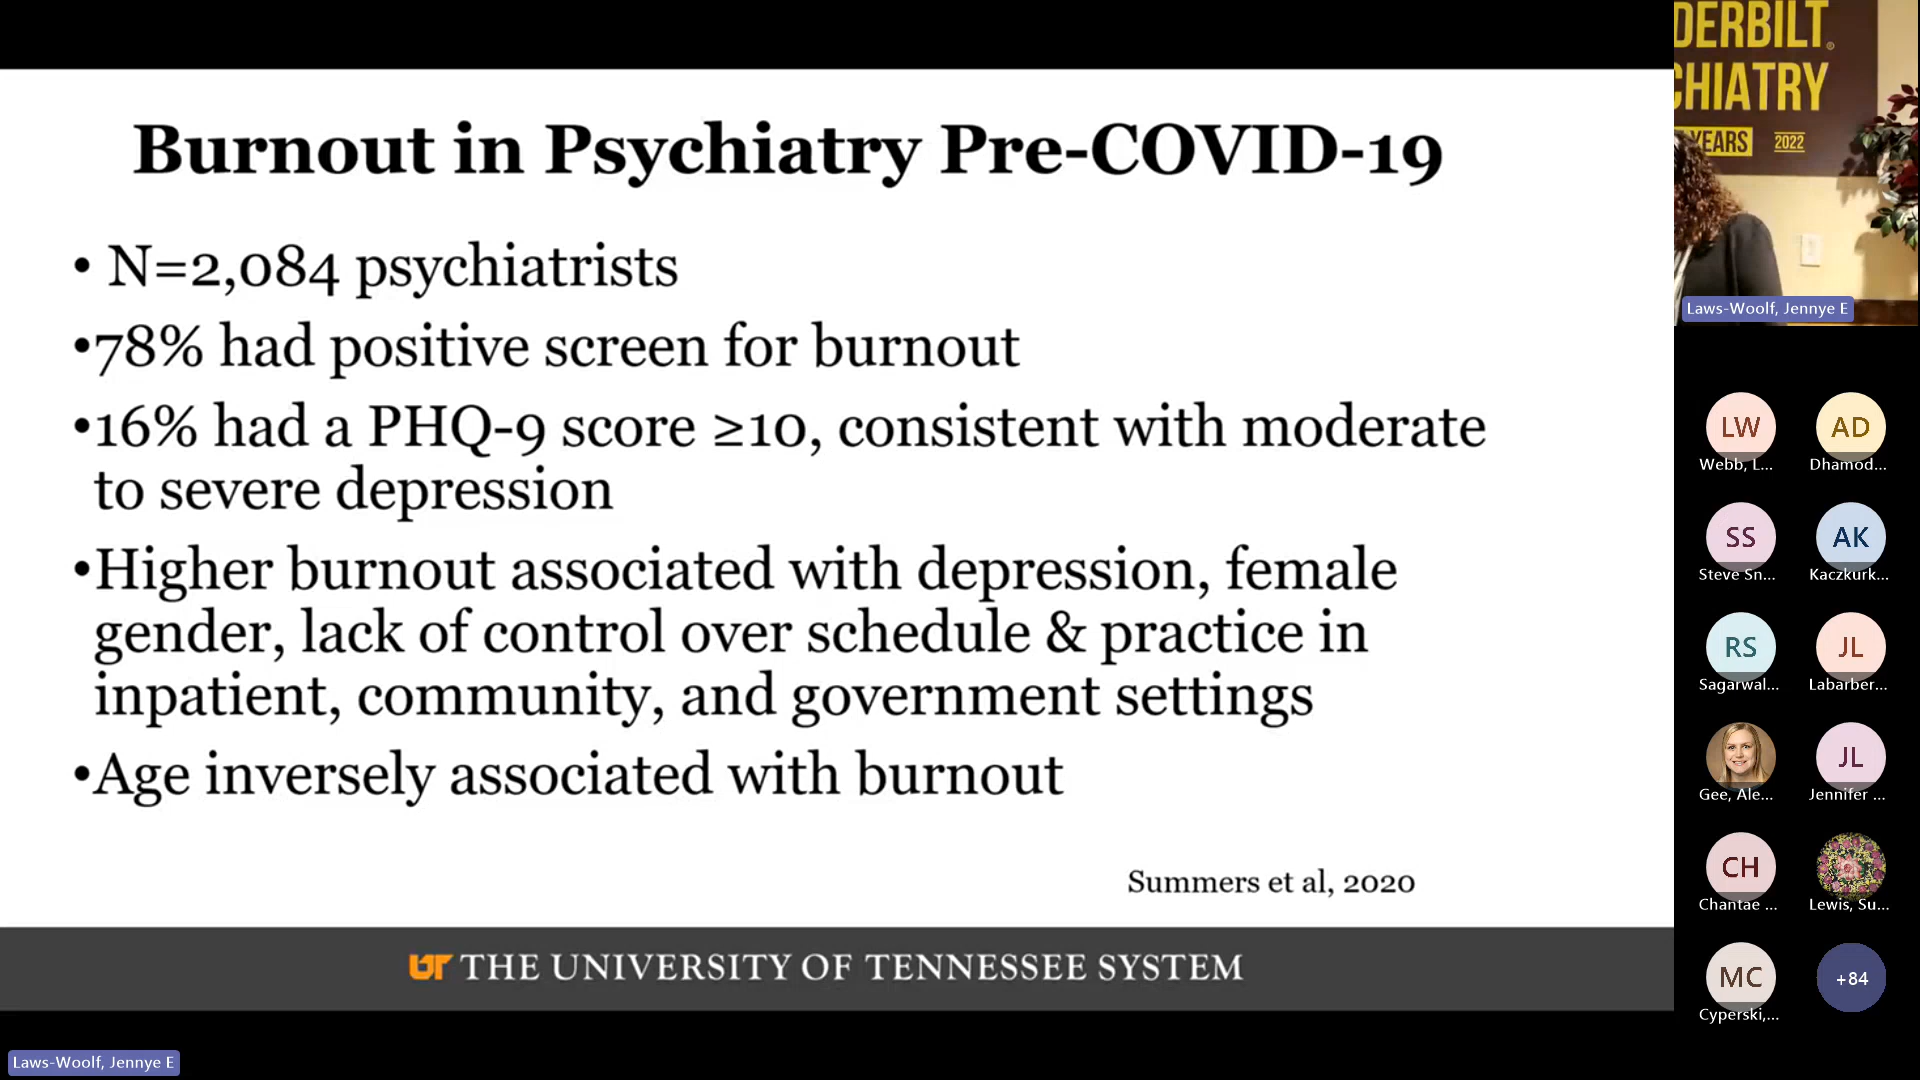 Burnout in Psychiatry Pre-COVID-19
• N=2,084 psychiatrists
•78% had positive screen for burnout
•16% had a PHQ-9 score ≥10, consistent with moderate
to severe depression
•Higher burnout associated with depression, female
gender, lack of control over schedule & practice in
inpatient, community, and government settings
•Age inversely associated with burnout
Summers et al, 2020
UT THE UNIVERSITY OF TENNESSEE SYSTEM
Laws-Woolf, Jennye E
DERBILT®
CHIATRY
YEARS 2022
Laws-Woolf, Jennye E
LW AD
Webb, L... Dhamod...
SS AK
Steve Sn... Kaczkurk...
RS JL
Sagarwal... Labarber...
JL
Gee, Ale... Jennifer ...
CH
Chantae ... Lewis, Su...
MC +84
Cyperski,...